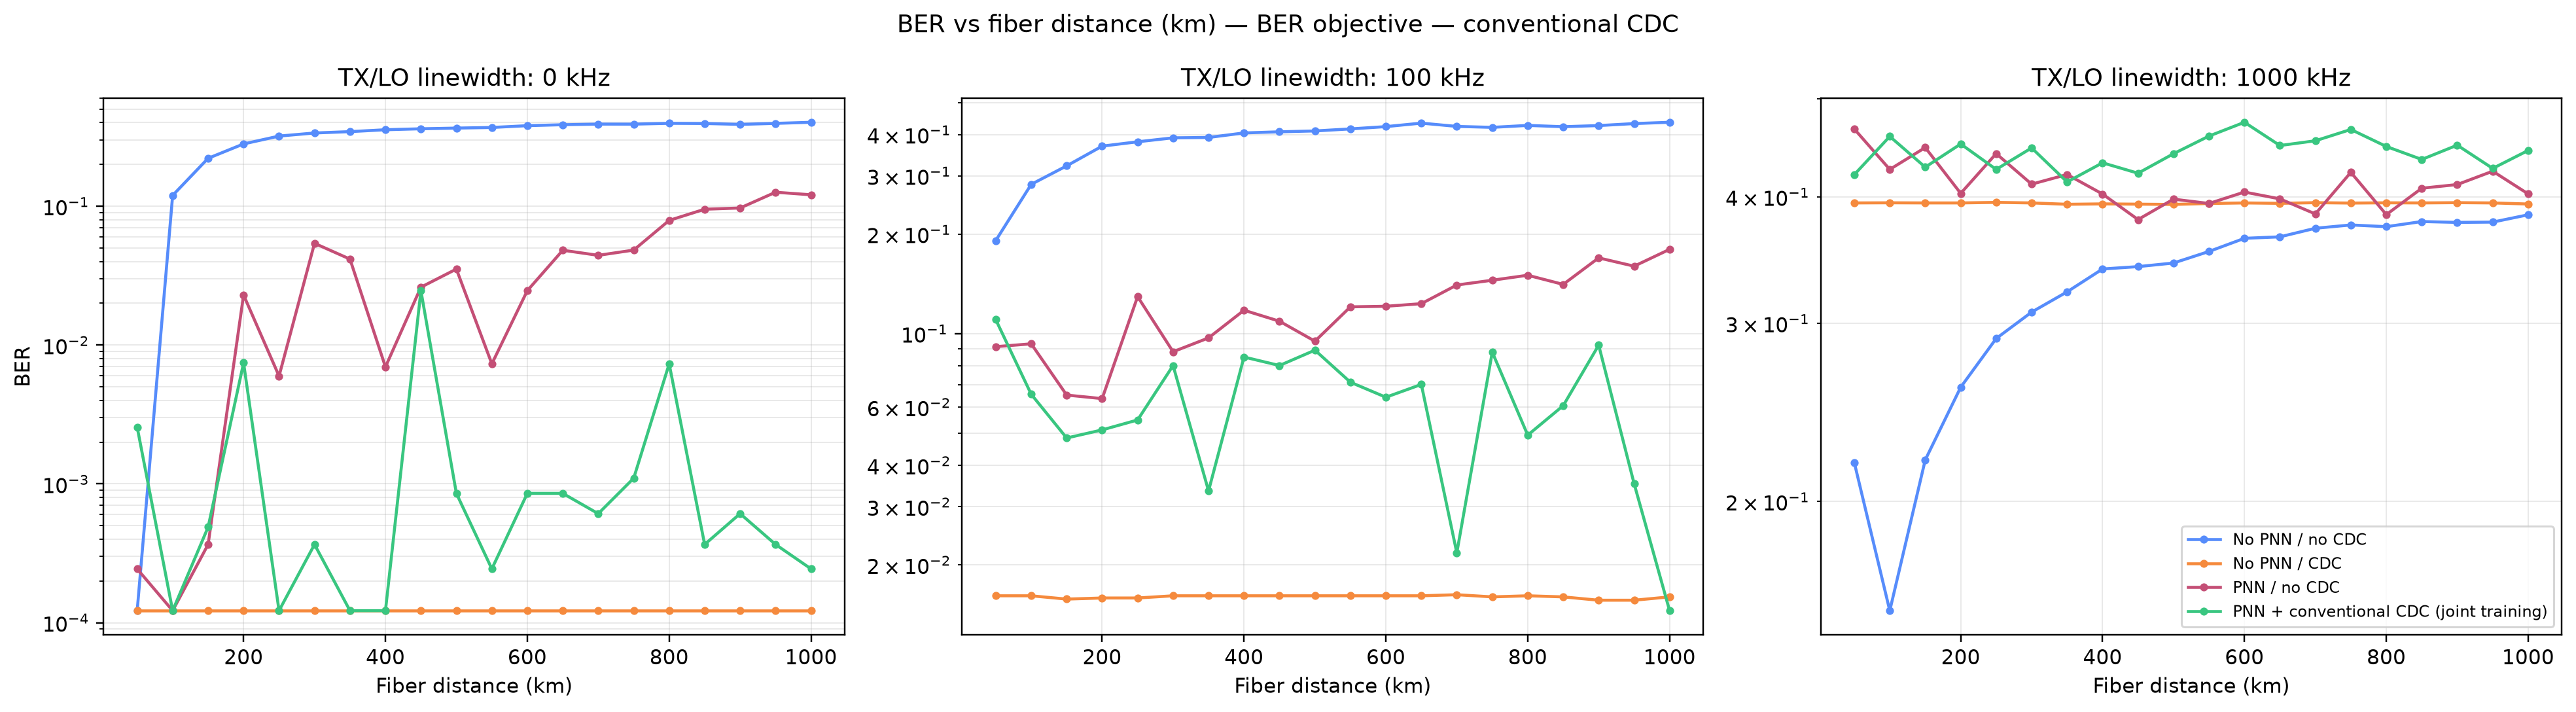 BER vs fiber distance (km) — BER objective — conventional CDC
TX/LO linewidth: 0 kHz
BER
10⁻¹
10⁻²
10⁻³
10⁻⁴
200 400 600 800 1000
Fiber distance (km)
TX/LO linewidth: 100 kHz
4 × 10⁻¹
3 × 10⁻¹
2 × 10⁻¹
10⁻¹
6 × 10⁻²
4 × 10⁻²
3 × 10⁻²
2 × 10⁻²
200 400 600 800 1000
Fiber distance (km)
TX/LO linewidth: 1000 kHz
4 × 10⁻¹
3 × 10⁻¹
2 × 10⁻¹
No PNN / no CDC
No PNN / CDC
PNN / no CDC
PNN + conventional CDC (joint training)
200 400 600 800 1000
Fiber distance (km)